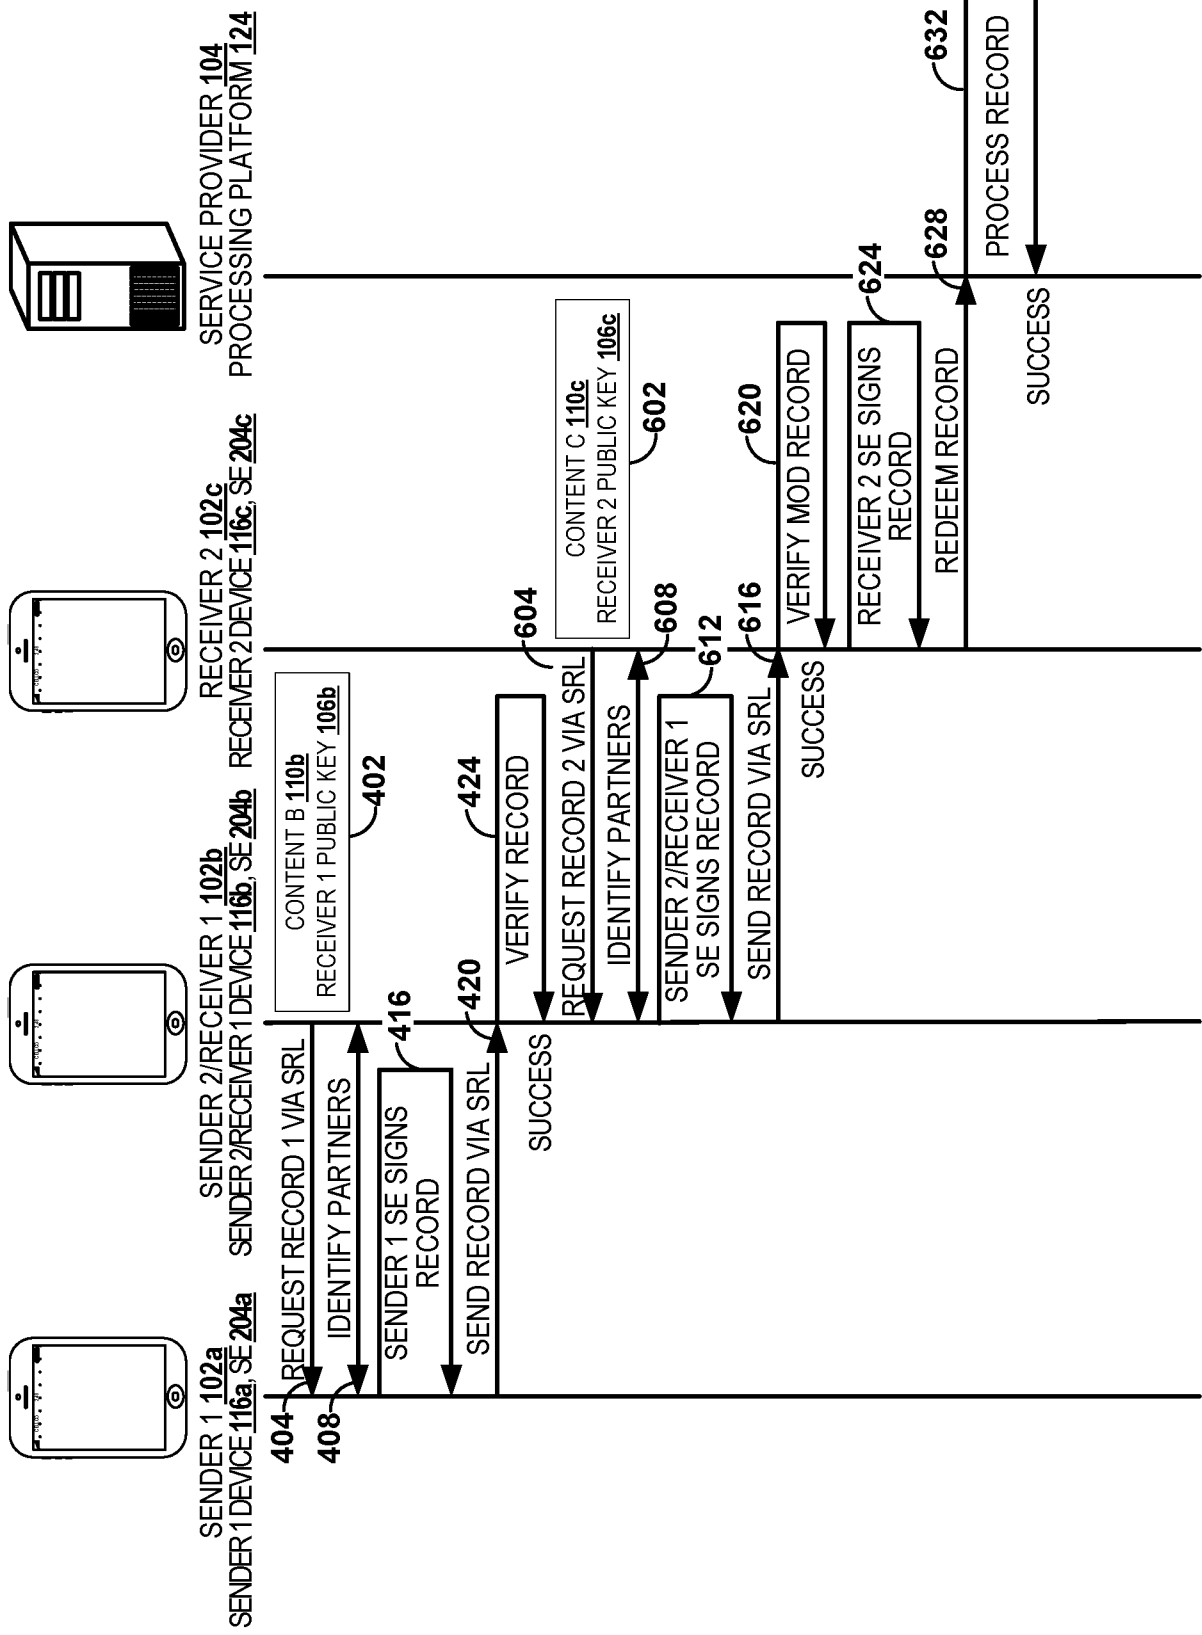 SENDER 1 102a
SENDER 1 DEVICE 116a, SE 204a
SENDER 2/RECEIVER 1 102b
SENDER 2/RECEIVER 1 DEVICE 116b, SE 204b
RECEIVER 2 102c
RECEIVER 2 DEVICE 116c, SE 204c
SERVICE PROVIDER 104
PROCESSING PLATFORM 124
CONTENT B 110b
RECEIVER 1 PUBLIC KEY 106b
402
REQUEST RECORD 1 VIA SRL
404
IDENTIFY PARTNERS
408
SENDER 1 SE SIGNS
RECORD
416
SEND RECORD VIA SRL
420
VERIFY RECORD
424
SUCCESS
CONTENT C 110c
RECEIVER 2 PUBLIC KEY 106c
602
REQUEST RECORD 2 VIA SRL
604
IDENTIFY PARTNERS
608
SENDER 2/RECEIVER 1
SE SIGNS RECORD
612
SEND RECORD VIA SRL
616
VERIFY MOD RECORD
620
SUCCESS
RECEIVER 2 SE SIGNS
RECORD
624
REDEEM RECORD
628
632
PROCESS RECORD
SUCCESS